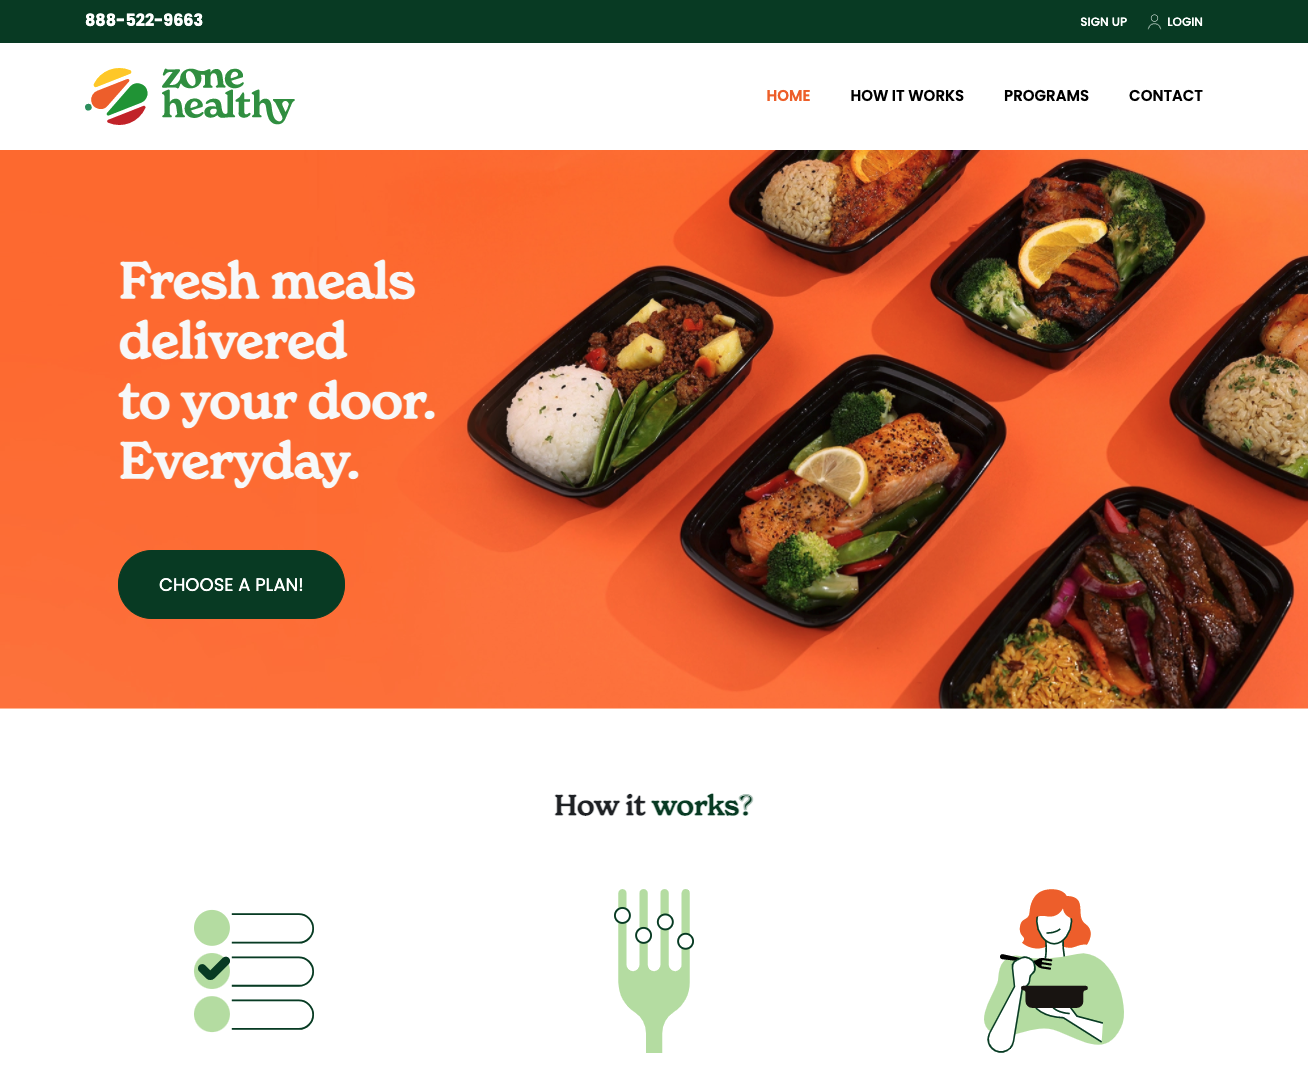 888-522-9663
SIGN UP
LOGIN
zone
healthy
HOME
HOW IT WORKS
PROGRAMS
CONTACT
Fresh meals
delivered
to your door.
Everyday.
CHOOSE A PLAN!
How it works?